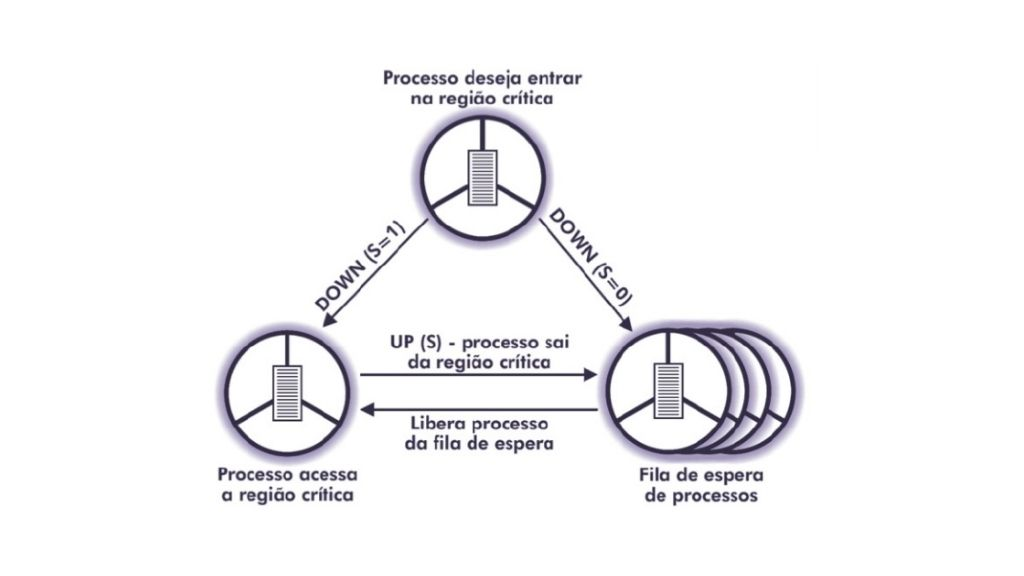 Processo deseja entrar
na região crítica
DOWN (S=1)
DOWN (S=0)
UP (S) - processo sai
da região crítica
Libera processo
da fila de espera
Processo acessa
a região crítica
Fila de espera
de processos